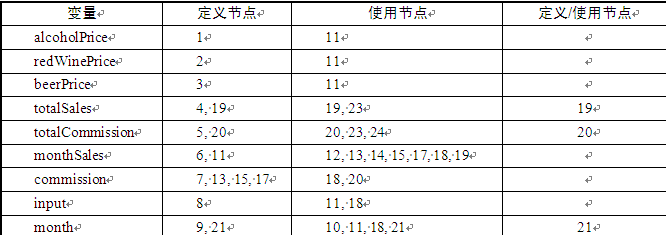 变量 定义节点 使用节点 定义/使用节点
alcoholPrice 1 11
redWinePrice 2 11
beerPrice 3 11
totalSales 4, 19 19, 23 19
totalCommission 5, 20 20, 23, 24 20
monthSales 6, 11 12, 13, 14, 15, 17, 18, 19
commission 7, 13, 15, 17 18, 20
input 8 11, 18
month 9, 21 10, 11, 18, 21 21